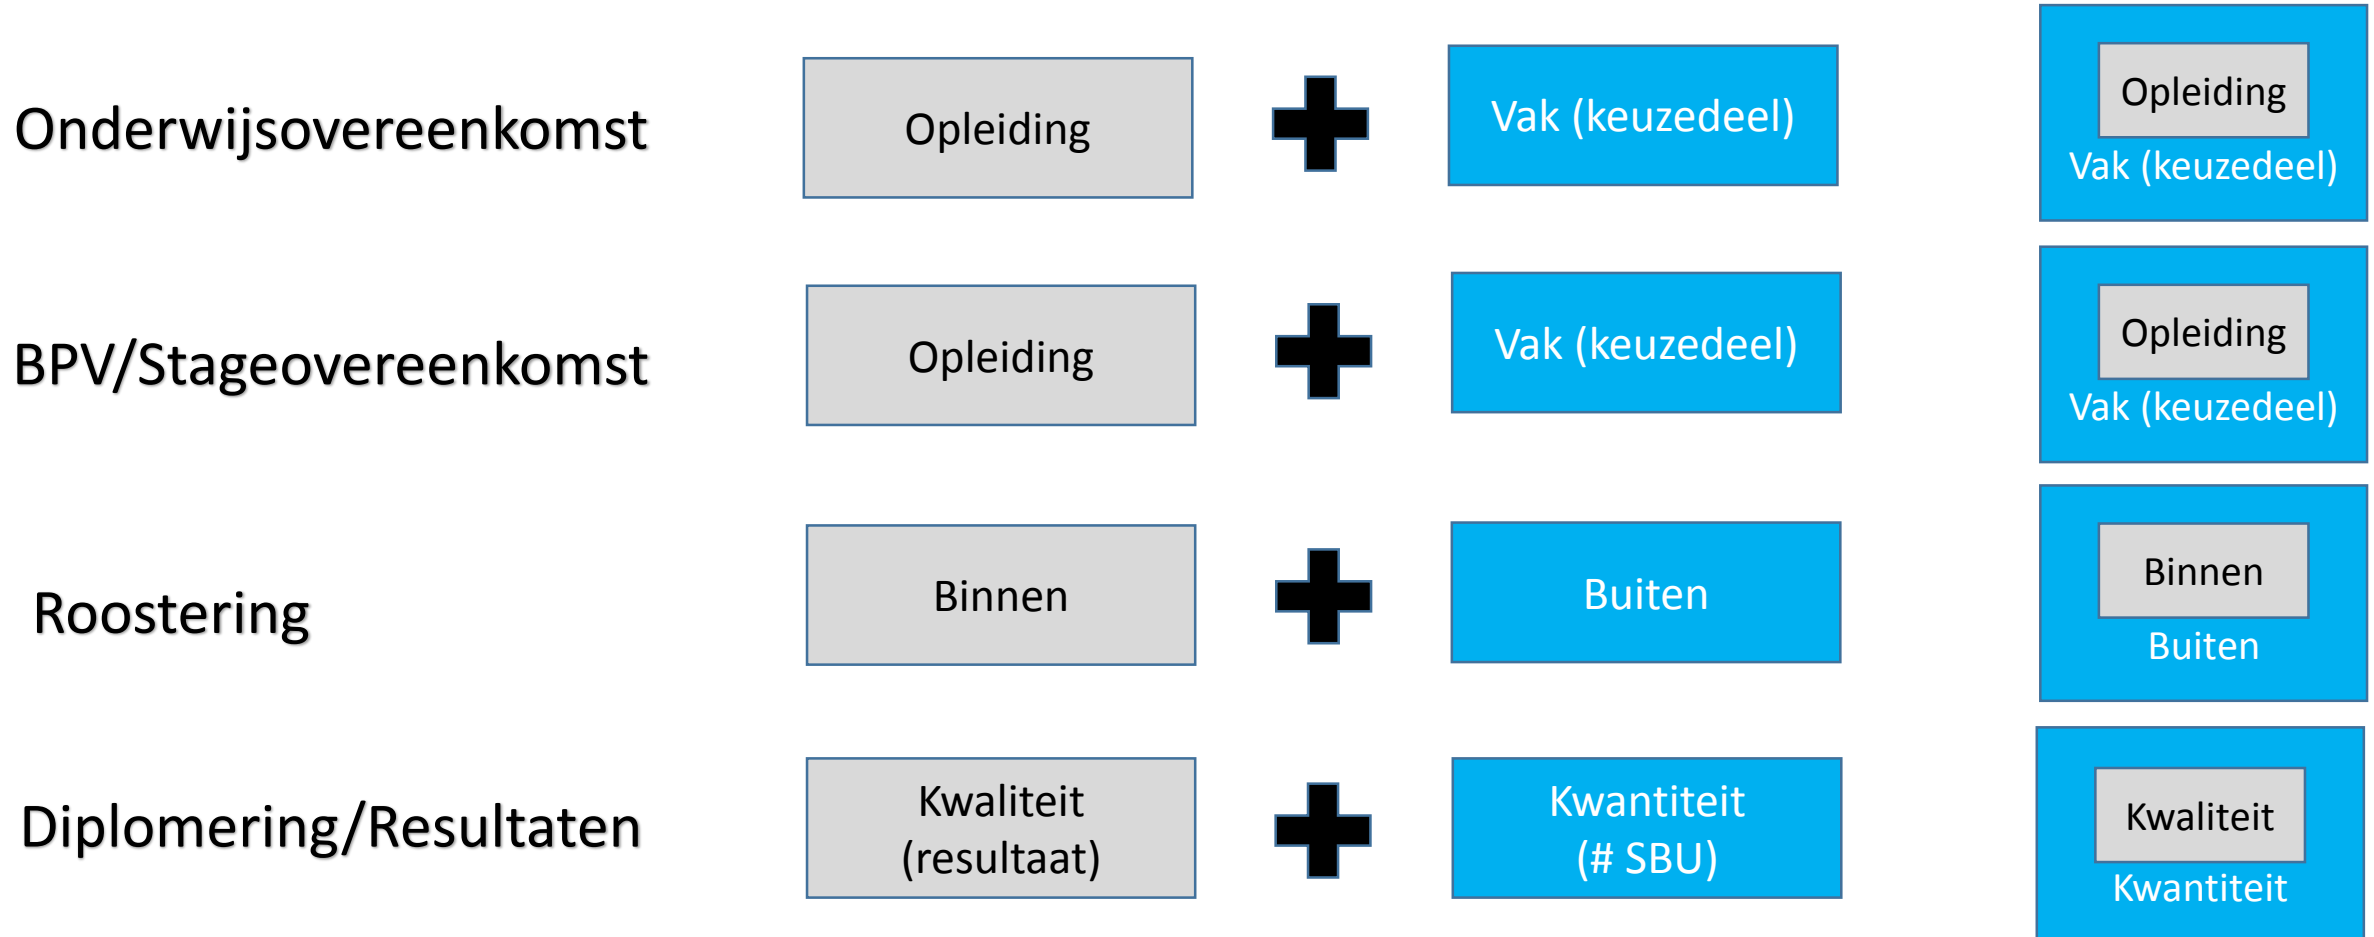 Onderwijsovereenkomst
Opleiding
Vak (keuzedeel)
Opleiding
Vak (keuzedeel)
BPV/Stageovereenkomst
Opleiding
Vak (keuzedeel)
Opleiding
Vak (keuzedeel)
Roostering
Binnen
Buiten
Binnen
Buiten
Diplomering/Resultaten
Kwaliteit
(resultaat)
Kwantiteit
(# SBU)
Kwaliteit
Kwantiteit